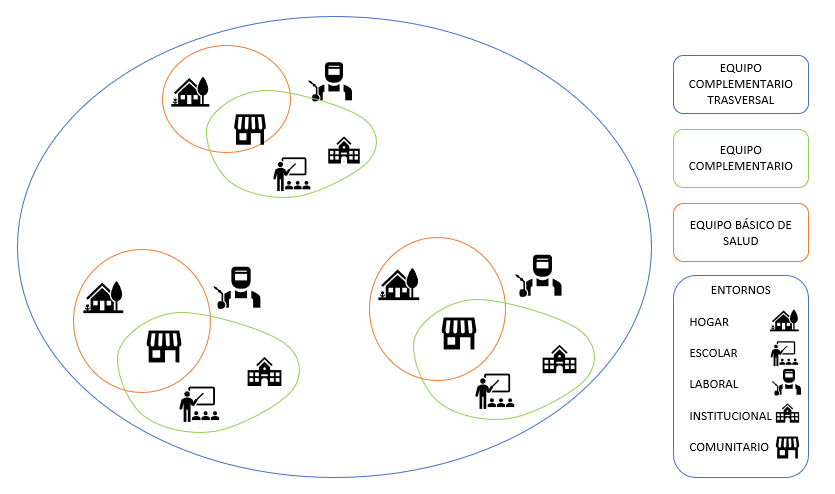 EQUIPO
COMPLEMENTARIO
TRASVERSAL
EQUIPO
COMPLEMENTARIO
EQUIPO BÁSICO DE
SALUD
ENTORNOS
HOGAR
ESCOLAR
LABORAL
INSTITUCIONAL
COMUNITARIO